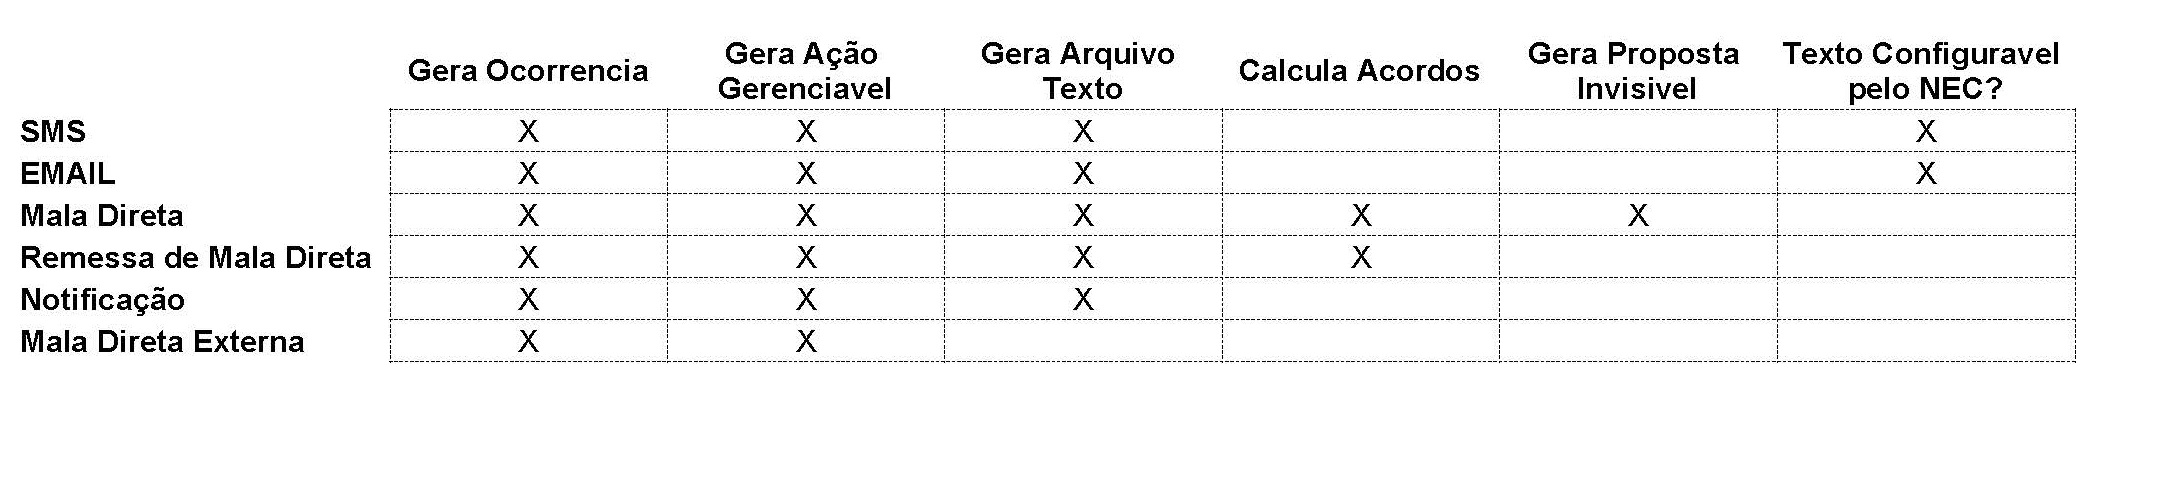 Gera Ocorrencia Gera Ação Gerenciavel Gera Arquivo Texto Calcula Acordos Gera Proposta Invisivel Texto Configuravel pelo NEC?
SMS X X X X
EMAIL X X X X
Mala Direta X X X X X
Remessa de Mala Direta X X X X
Notificação X X X
Mala Direta Externa X X